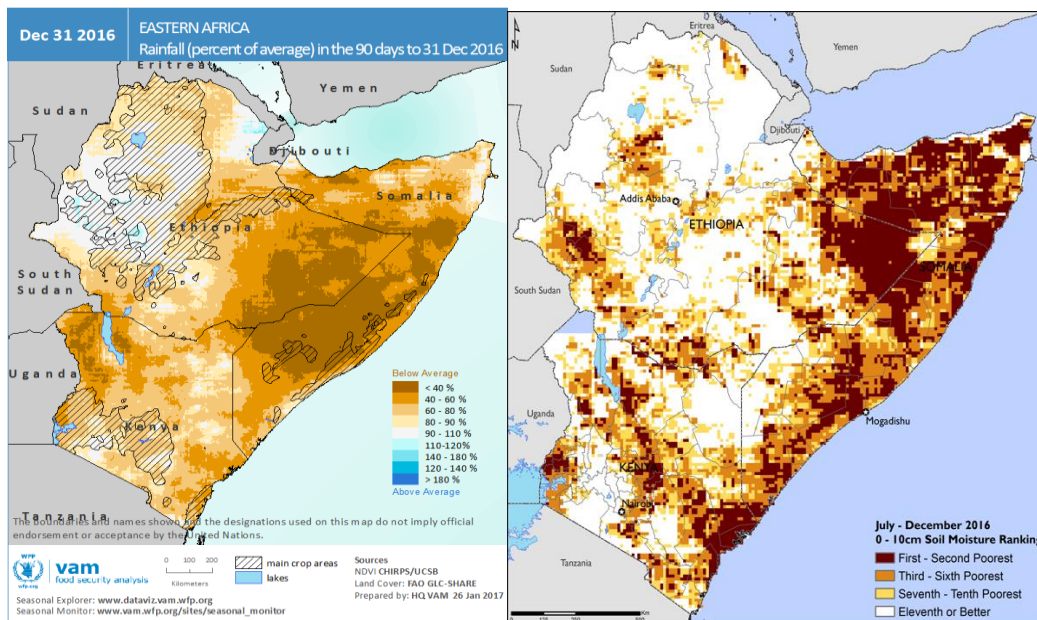 Dec 31 2016
EASTERN AFRICA
Rainfall (percent of average) in the 90 days to 31 Dec 2016
Eritrea
Yemen
Sudan
Djibouti
Somalia
Ethiopia
South
Sudan
Uganda
Kenya
Tanzania
Below Average
< 40 %
40 - 60 %
60 - 80 %
80 - 90 %
90 - 110 %
110-120%
140 - 180 %
120 - 140 %
> 180 %
Above Average
The boundaries and names shown and the designations used on this map do not imply official
endorsement or acceptance by the United Nations.
WFP
wfp.org
vam
food security analysis
0 100 200
Kilometers
main crop areas
lakes
Sources
NDVI CHIRPS/UCSB
Land Cover: FAO GLC-SHARE
Prepared by: HQ VAM 26 Jan 2017
Seasonal Explorer: www.dataviz.vam.wfp.org
Seasonal Monitor: www.vam.wfp.org/sites/seasonal_monitor
N
Eritrea
Yemen
Sudan
Djibouti
Addis Ababa
ETHIOPIA
SOMALIA
South Sudan
Uganda
Mogadishu
KENYA
Nairobi
Tanzania
July - December 2016
0 - 10cm Soil Moisture Ranking
First - Second Poorest
Third - Sixth Poorest
Seventh - Tenth Poorest
Eleventh or Better